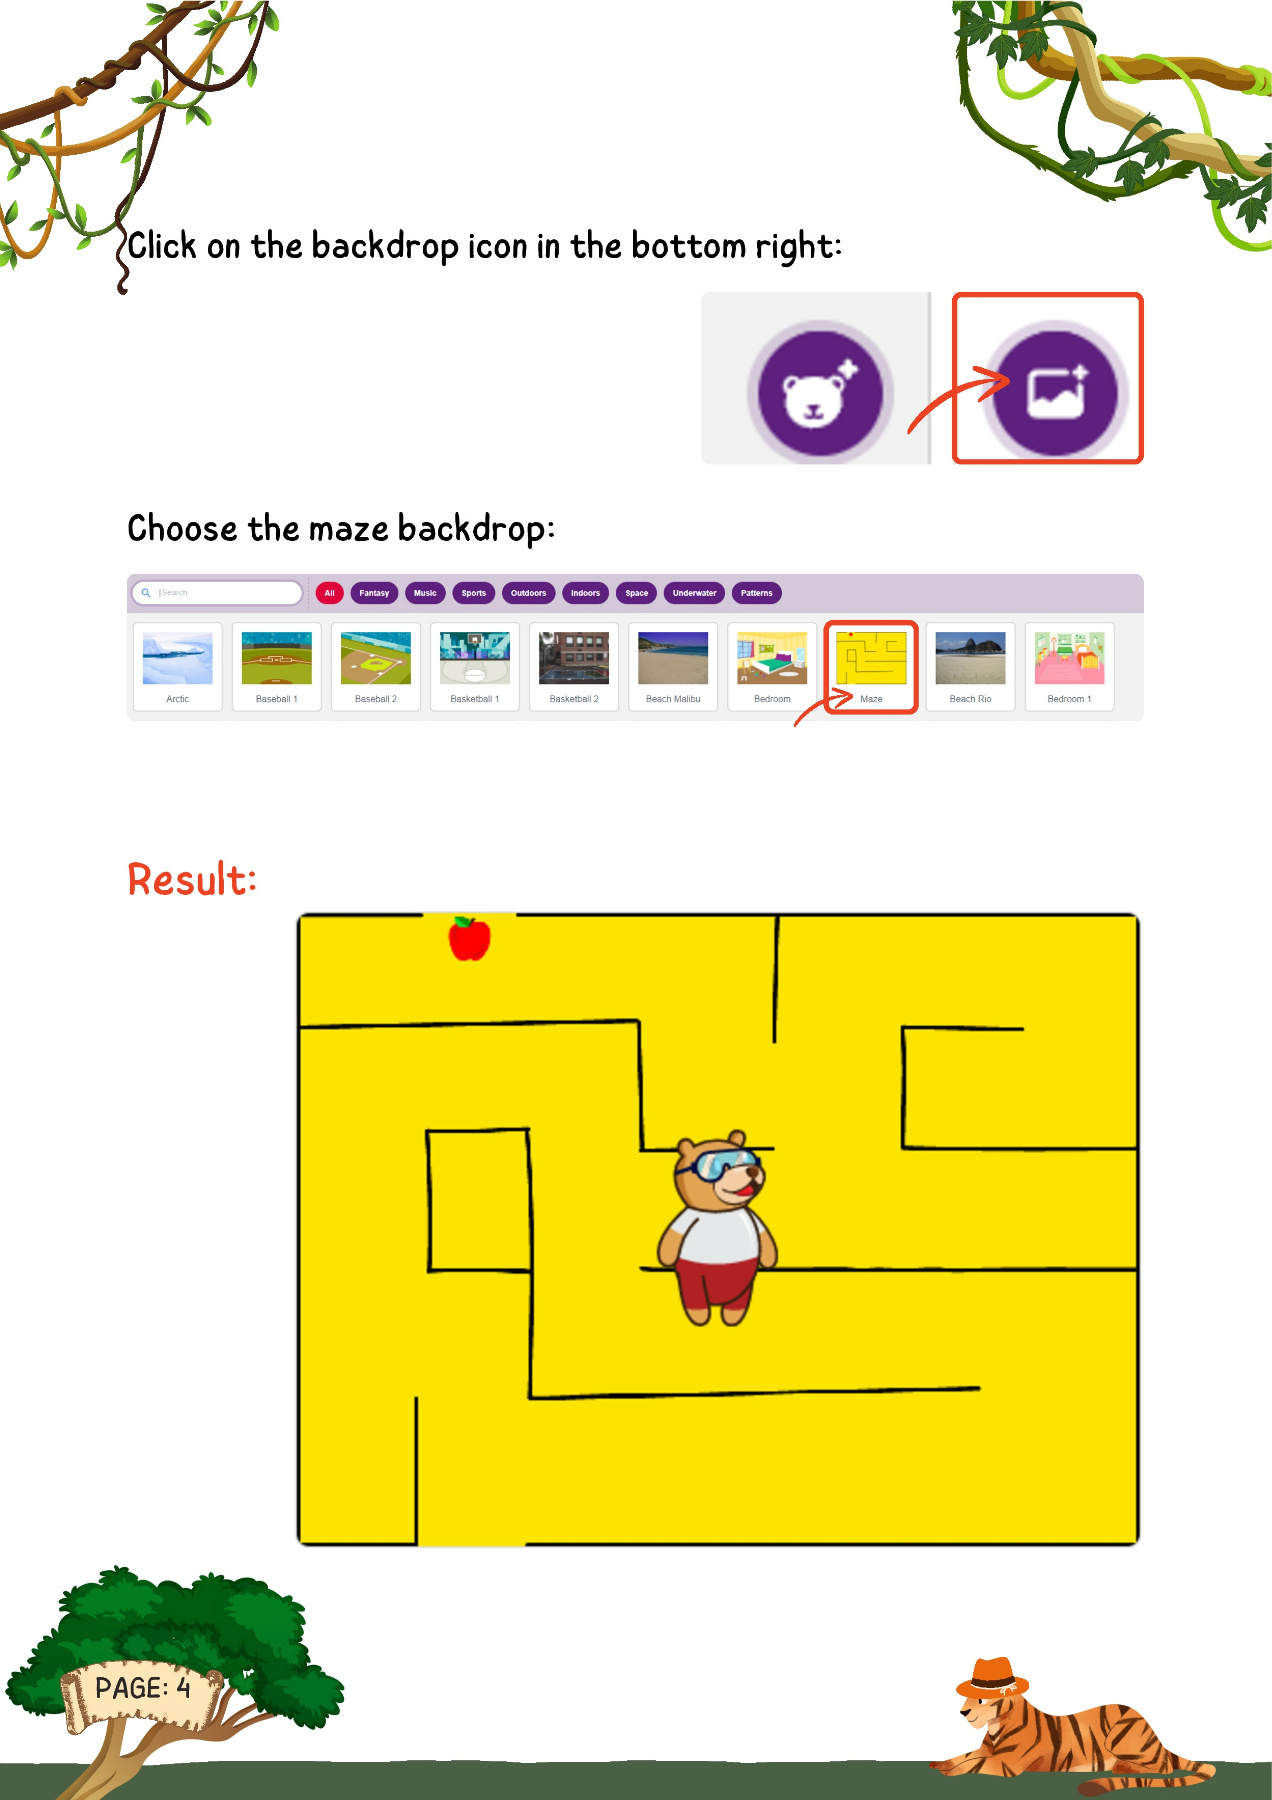 Click on the backdrop icon in the bottom right:
Choose the maze backdrop:
Search All Fantasy Music Sports Outdoors Indoors Space Underwater Patterns
Arctic Baseball 1 Baseball 2 Basketball 1 Basketball 2 Beach Malibu Bedroom Maze Beach Rio Bedroom 1
Result:
PAGE: 4